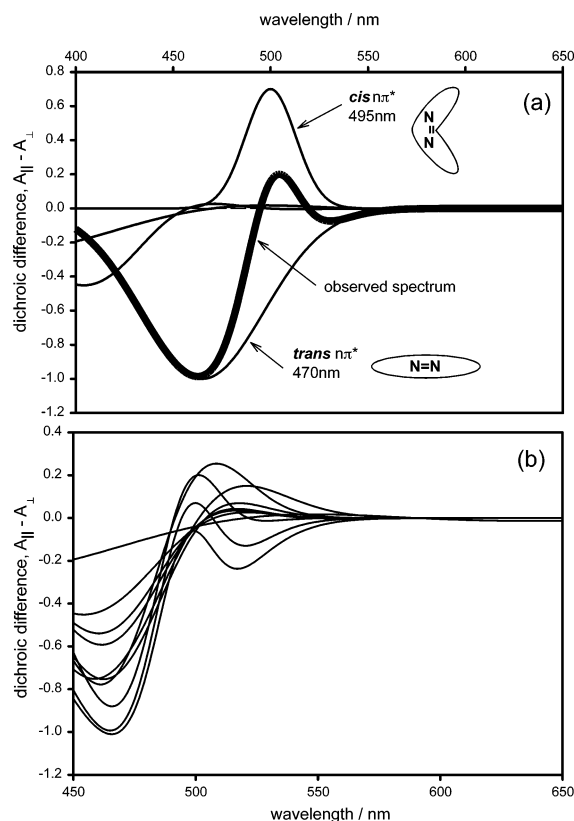 wavelength / nm
400 450 500 550 600 650
0.8
0.6
0.4
0.2
0.0
-0.2
-0.4
-0.6
-0.8
-1.0
-1.2
dichroic difference, A|| - A⊥
(a)
cis nπ*
495nm
N
=
N
observed spectrum
trans nπ*
470nm
N=N
0.4
0.2
0.0
-0.2
-0.4
-0.6
-0.8
-1.0
-1.2
dichroic difference, A|| - A⊥
(b)
450 500 550 600 650
wavelength / nm